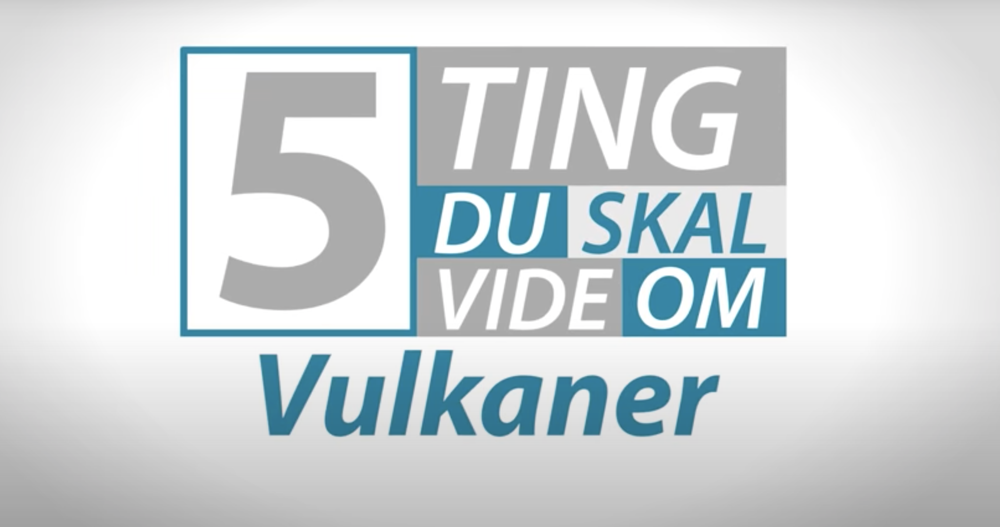 5 TING
DU SKAL
VIDE OM
Vulkaner